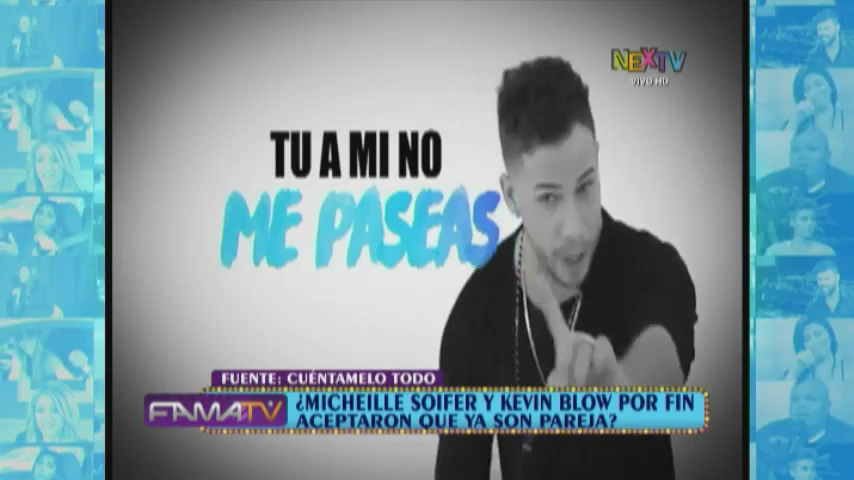 NEXTV
VIVO HD
TU A MI NO
ME PASEAS
FUENTE: CUÉNTAMELO TODO
FAMATV
¿MICHEILLE SOIFER Y KEVIN BLOW POR FIN
ACEPTARON QUE YA SON PAREJA?